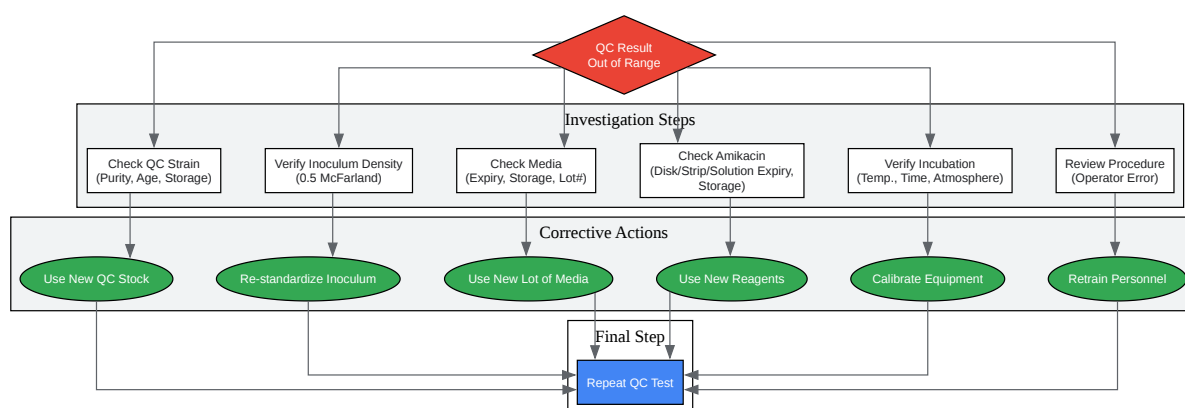 QC Result
Out of Range
Investigation Steps
Check QC Strain
(Purity, Age, Storage)
Verify Inoculum Density
(0.5 McFarland)
Check Media
(Expiry, Storage, Lot#)
Check Amikacin
(Disk/Strip/Solution Expiry,
Storage)
Verify Incubation
(Temp., Time, Atmosphere)
Review Procedure
(Operator Error)
Corrective Actions
Use New QC Stock
Re-standardize Inoculum
Use New Lot of Media
Use New Reagents
Calibrate Equipment
Retrain Personnel
Final Step
Repeat QC Test